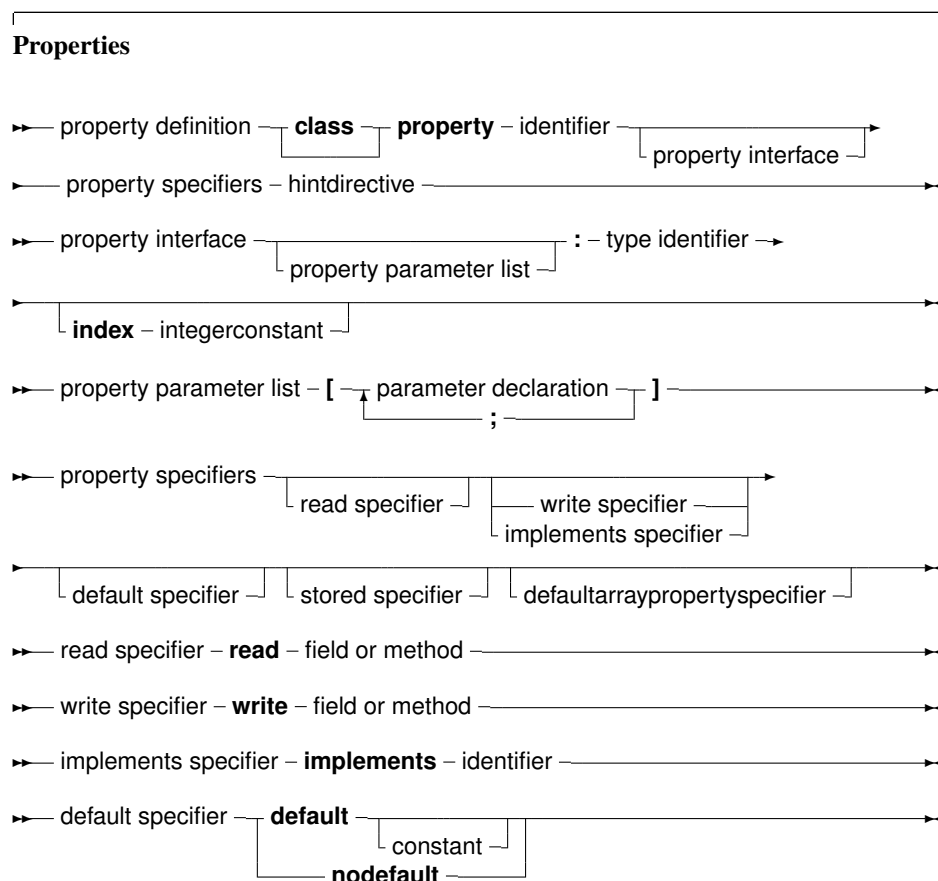 Properties
property definition class property identifier
property interface
property specifiers hintdirective
property interface : type identifier
property parameter list
index integerconstant
property parameter list [ parameter declaration ]
;
property specifiers
read specifier write specifier
implements specifier
default specifier stored specifier defaultarraypropertyspecifier
read specifier read field or method
write specifier write field or method
implements specifier implements identifier
default specifier default
constant
nodefault